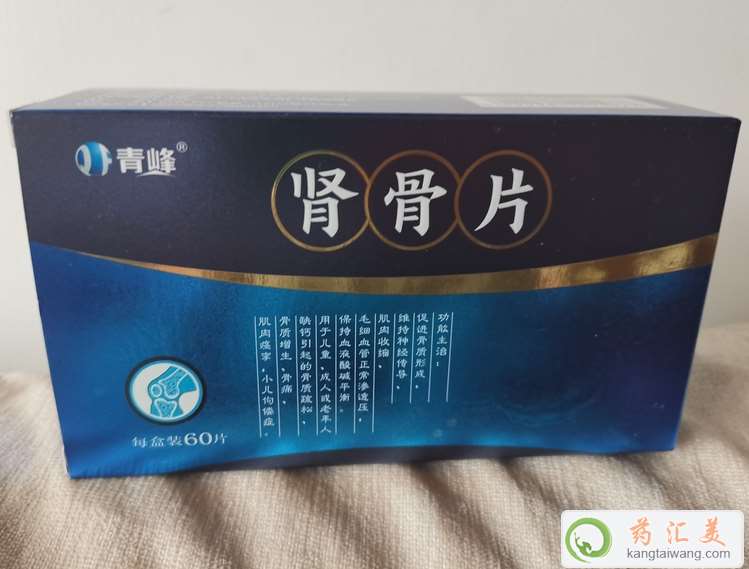 青峰®
肾骨片
功能主治：
促进骨质形成，
维持神经传导、
肌肉收缩、
毛细血管正常渗透压，
保持血液酸碱平衡。
用于儿童、成人或老年人
缺钙引起的骨质疏松、
骨质增生、骨痛、
肌肉痉挛，小儿佝偻症。
每盒装60片
药汇美
kangtaiwang.com